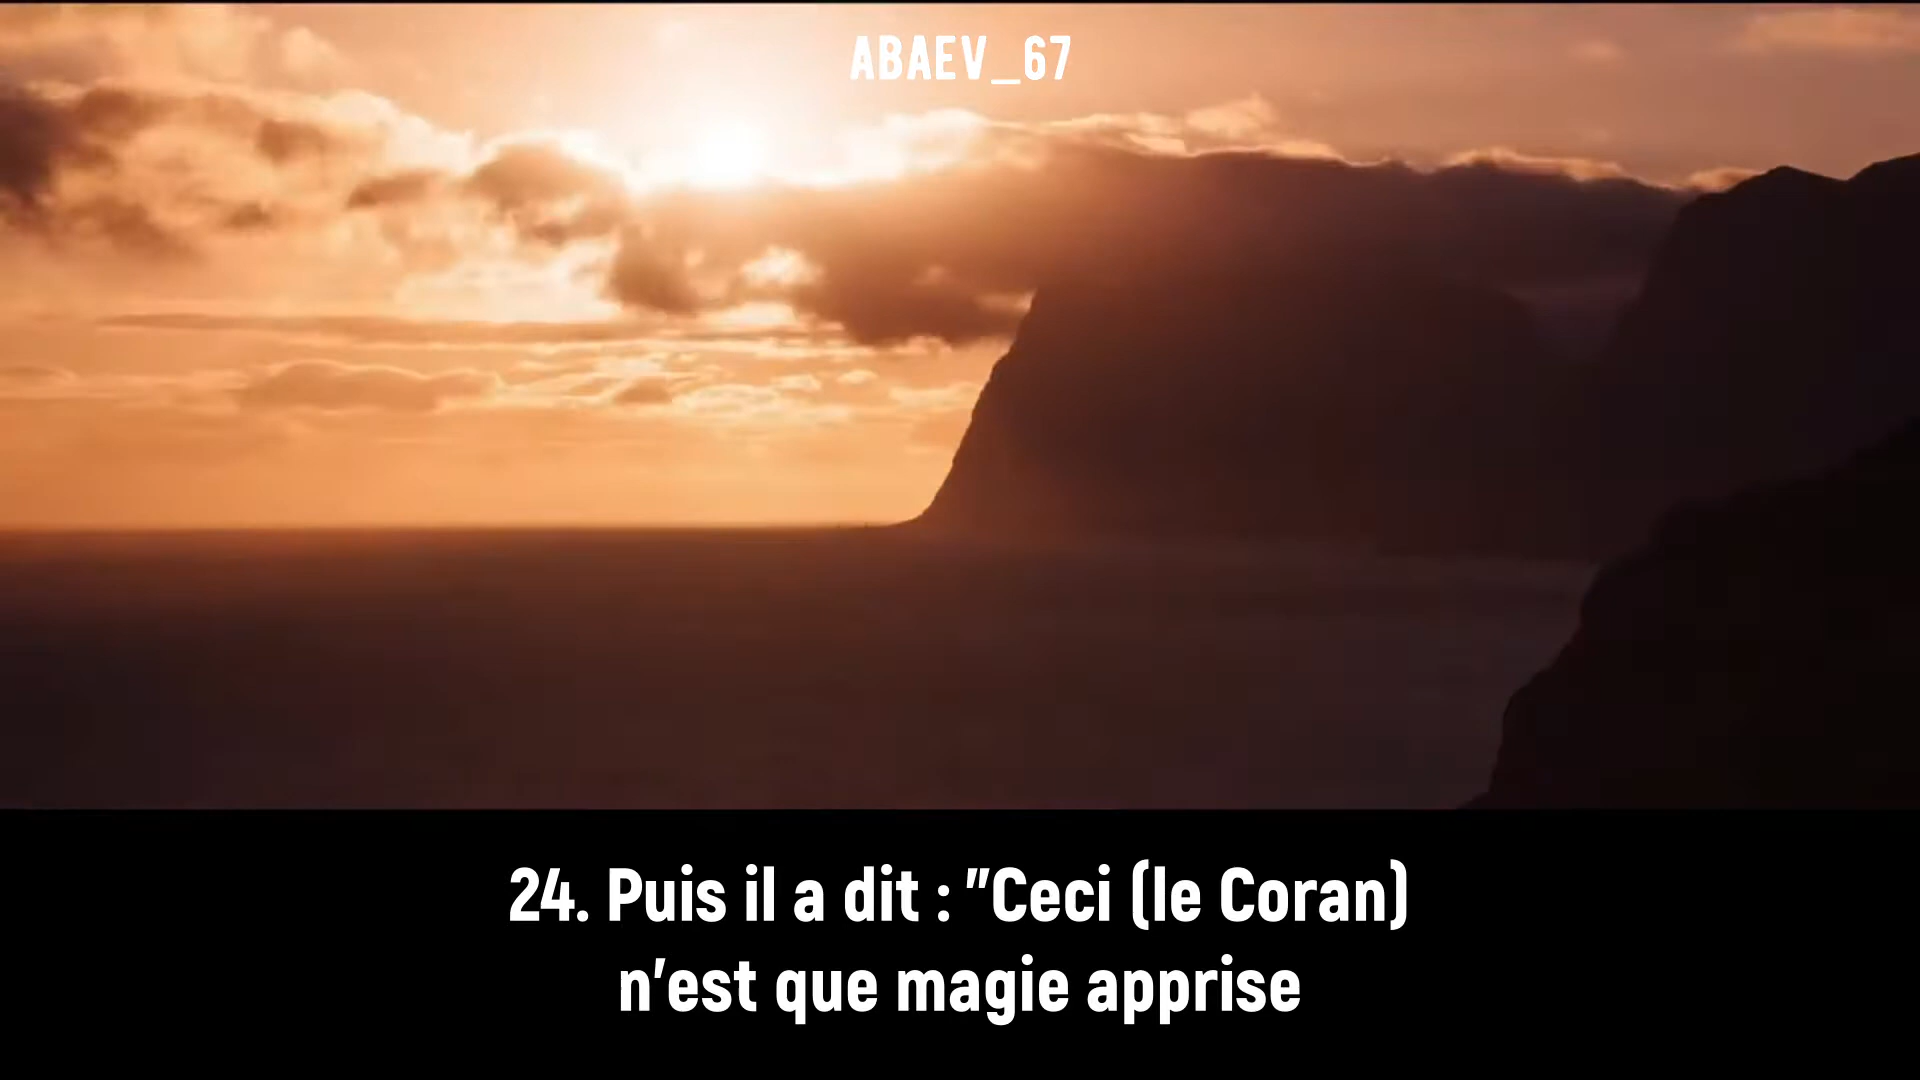 ABAEV_67
24. Puis il a dit : "Ceci (le Coran)
n'est que magie apprise